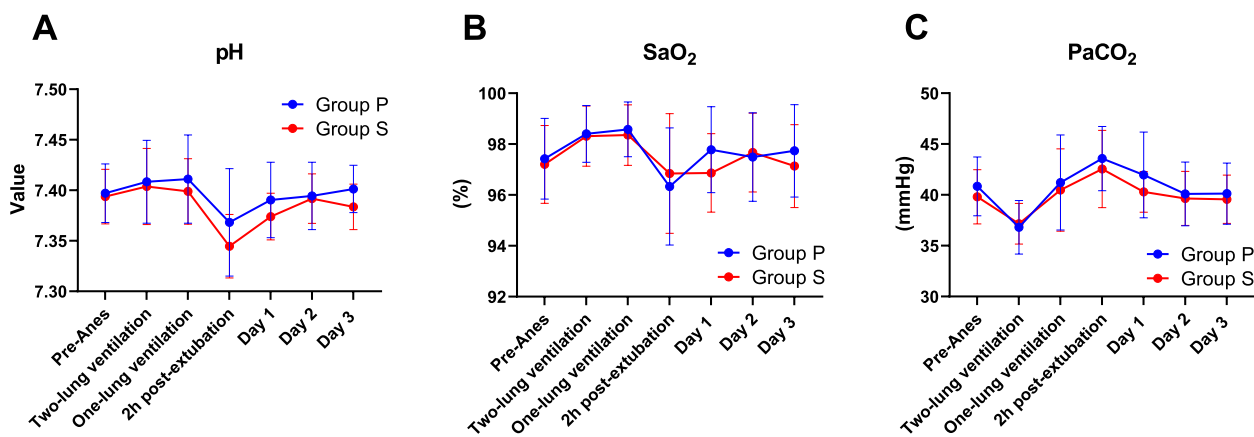 A
pH
7.50
7.45
7.40
7.35
7.30
Value
Group P
Group S
Pre-Anes
Two-lung ventilation
One-lung ventilation
2h post-extubation
Day 1
Day 2
Day 3
B
SaO₂
100
98
96
94
92
(%)
Group P
Group S
Pre-Anes
Two-lung ventilation
One-lung ventilation
2h post-extubation
Day 1
Day 2
Day 3
C
PaCO₂
50
45
40
35
30
(mmHg)
Group P
Group S
Pre-Anes
Two-lung ventilation
One-lung ventilation
2h post-extubation
Day 1
Day 2
Day 3